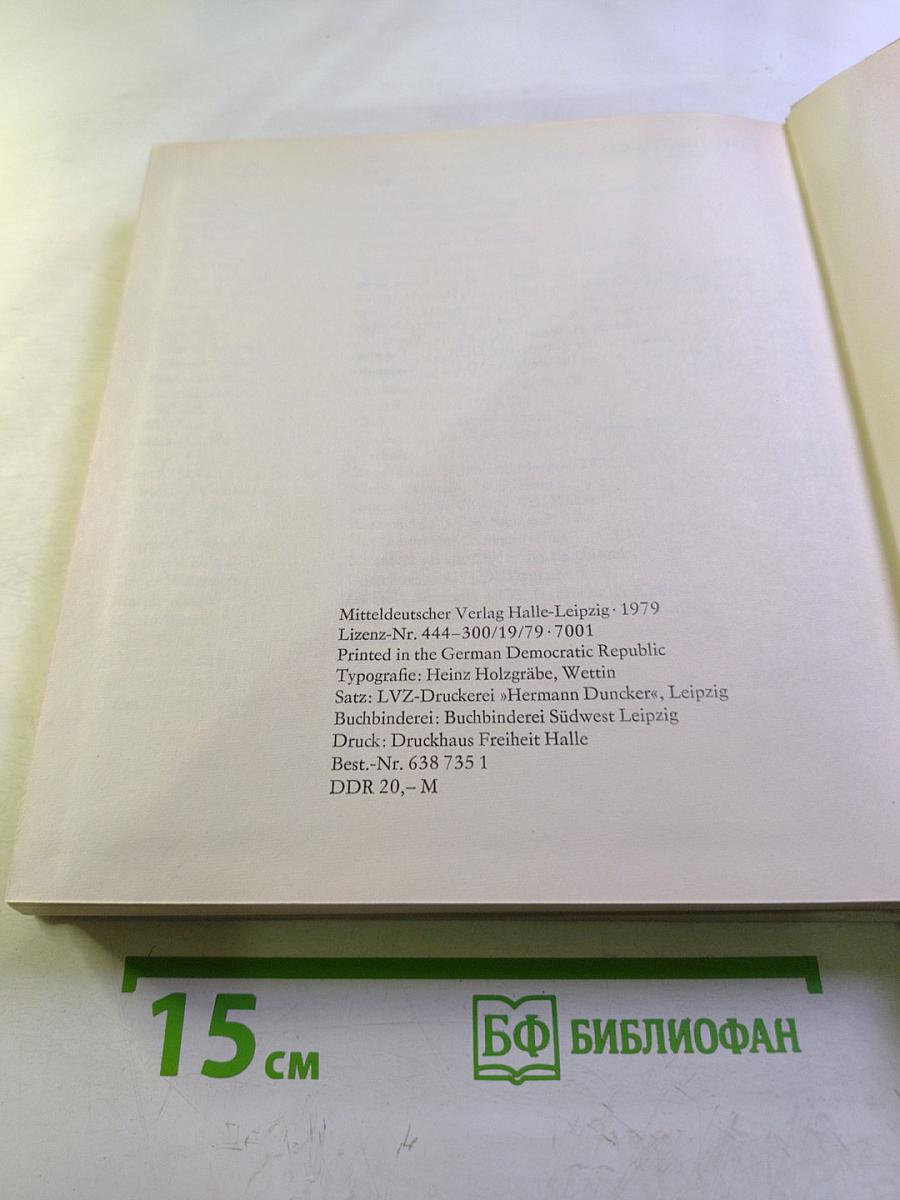 Mitteldeutscher Verlag Halle-Leipzig · 1979
Lizenz-Nr. 444–300/19/79 · 7001
Printed in the German Democratic Republic
Typografie: Heinz Holzgräbe, Wettin
Satz: LVZ-Druckerei »Hermann Duncker«, Leipzig
Buchbinderei: Buchbinderei Südwest Leipzig
Druck: Druckhaus Freiheit Halle
Best.-Nr. 638 735 1
DDR 20,– M
15 см
БФ БИБЛИОФАН